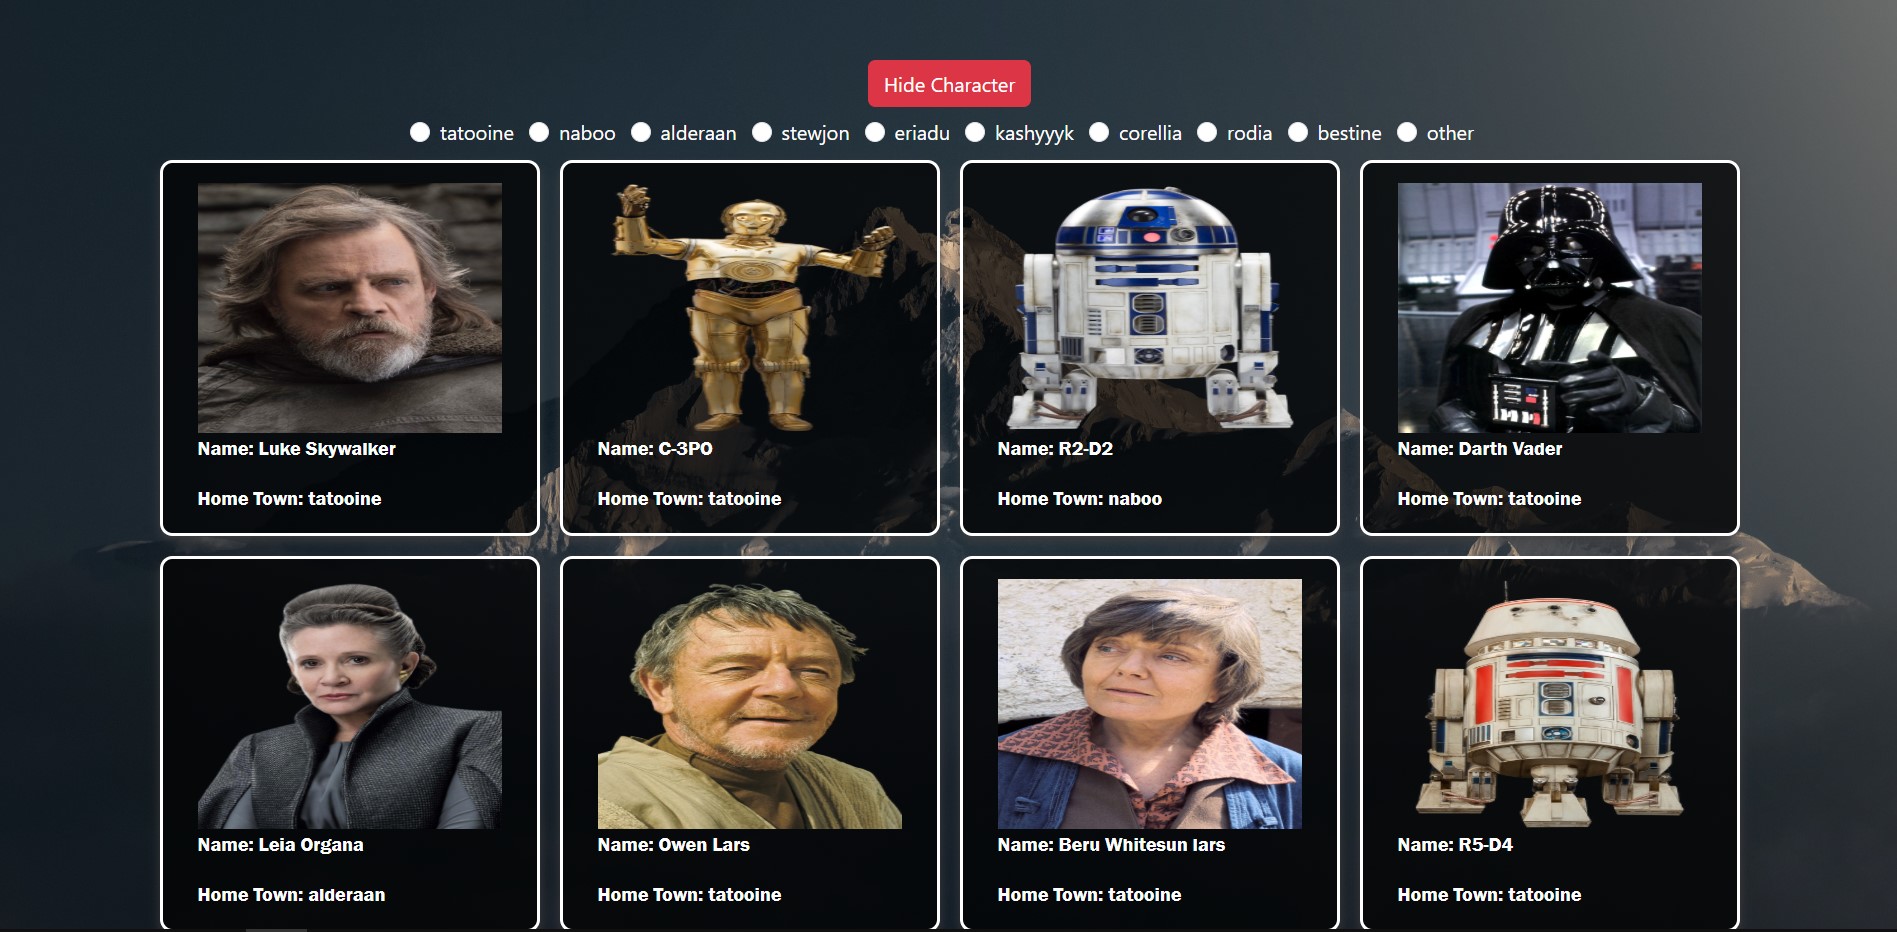 Hide Character
tatooine naboo alderaan stewjon eriadu kashyyyk corellia rodia bestine other
Name: Luke Skywalker
Home Town: tatooine
Name: C-3PO
Home Town: tatooine
Name: R2-D2
Home Town: naboo
Name: Darth Vader
Home Town: tatooine
Name: Leia Organa
Home Town: alderaan
Name: Owen Lars
Home Town: tatooine
Name: Beru Whitesun lars
Home Town: tatooine
Name: R5-D4
Home Town: tatooine